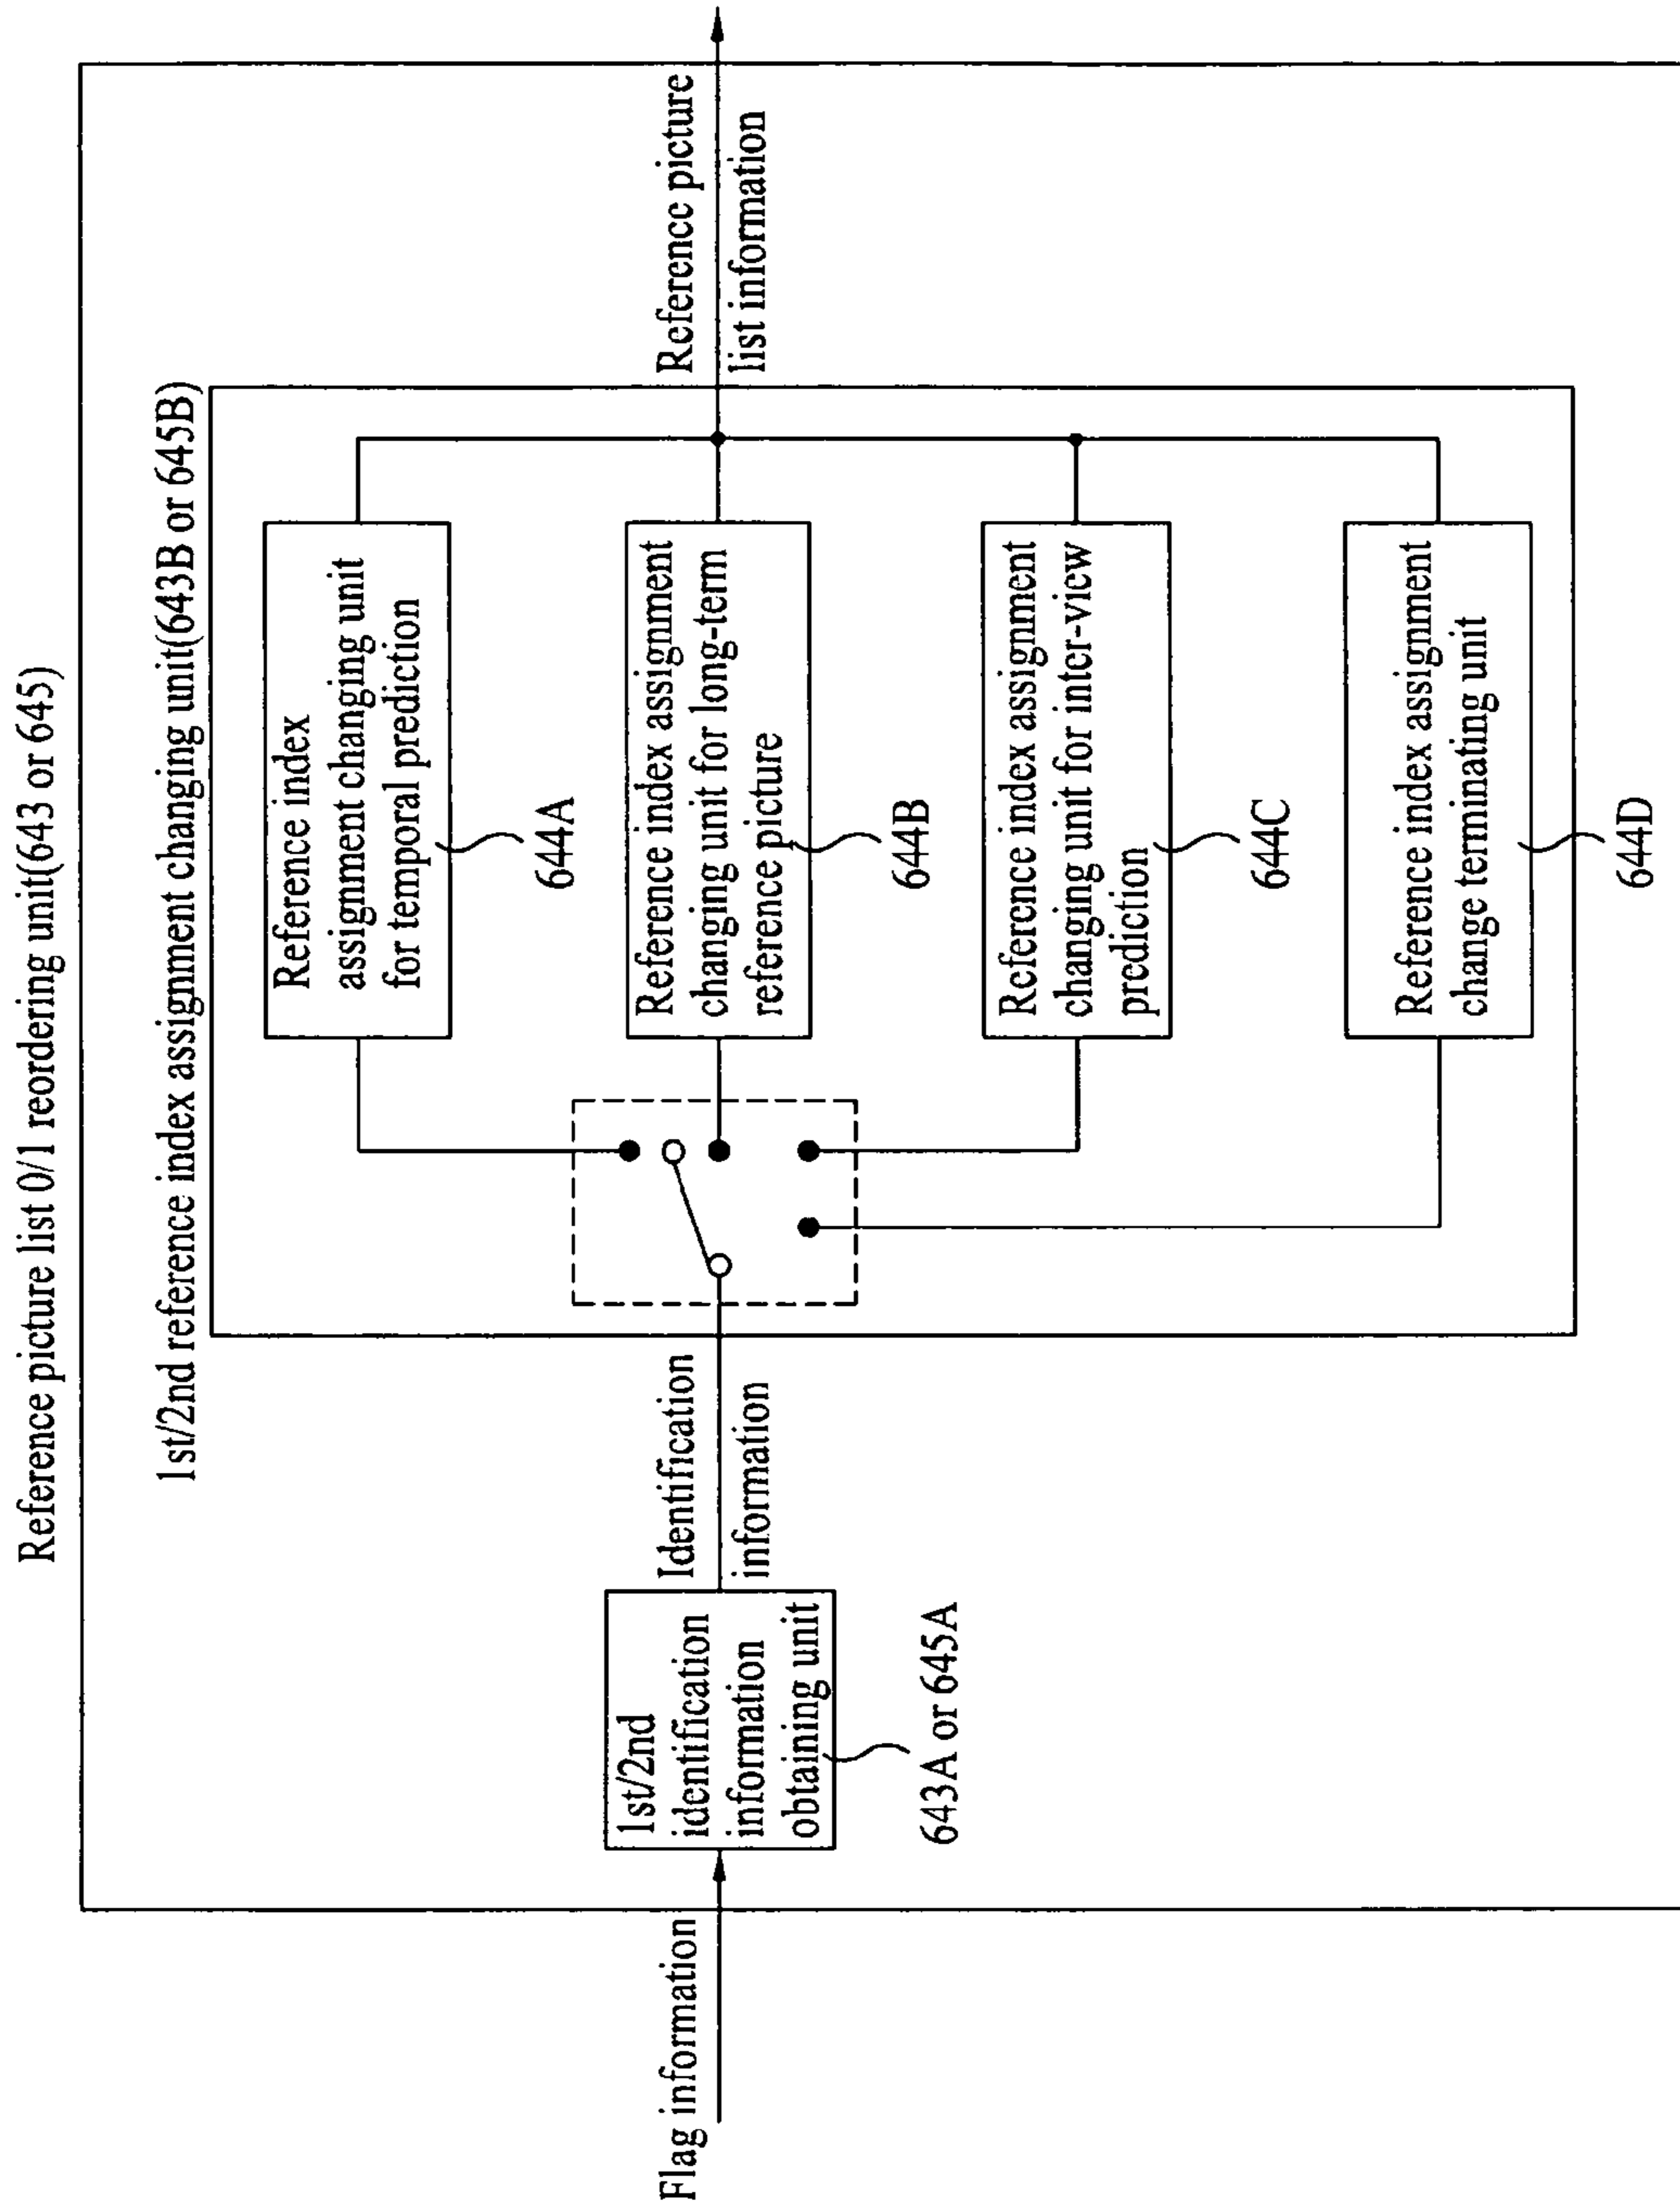 Reference picture list 0/1 reordering unit(643 or 645)
1st/2nd reference index assignment changing unit(643B or 645B)
Flag information
1st/2nd
identification
information
obtaining unit
643A or 645A
Identification
information
Reference index
assignment changing unit
for temporal prediction
644A
Reference index assignment
changing unit for long-term
reference picture
644B
Reference index assignment
changing unit for inter-view
prediction
644C
Reference index assignment
change terminating unit
644D
Reference picture
list information